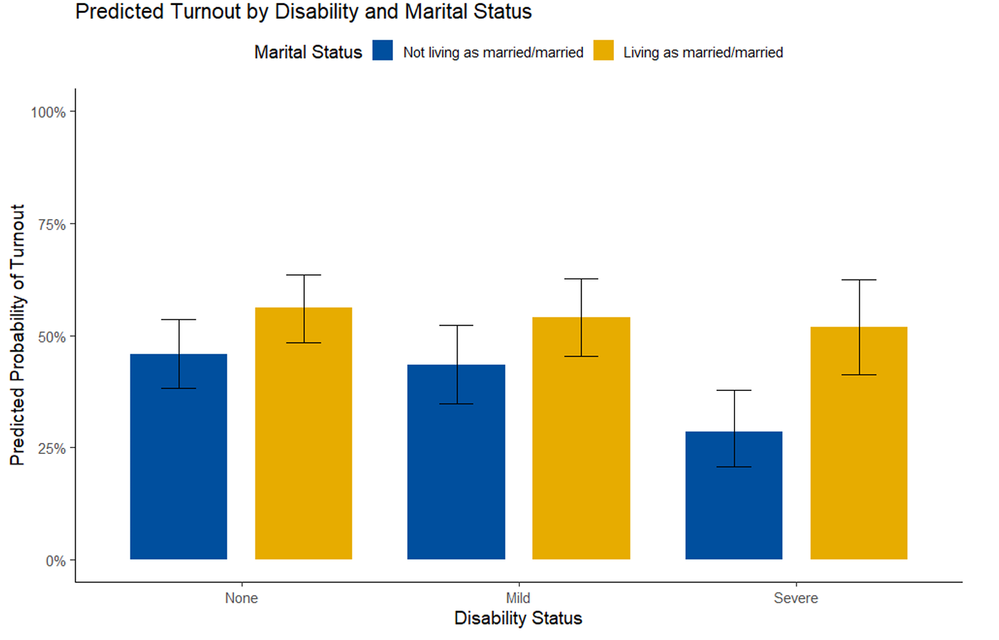 Predicted Turnout by Disability and Marital Status
Marital Status Not living as married/married Living as married/married
Predicted Probability of Turnout
100%
75%
50%
25%
0%
None Mild Severe
Disability Status